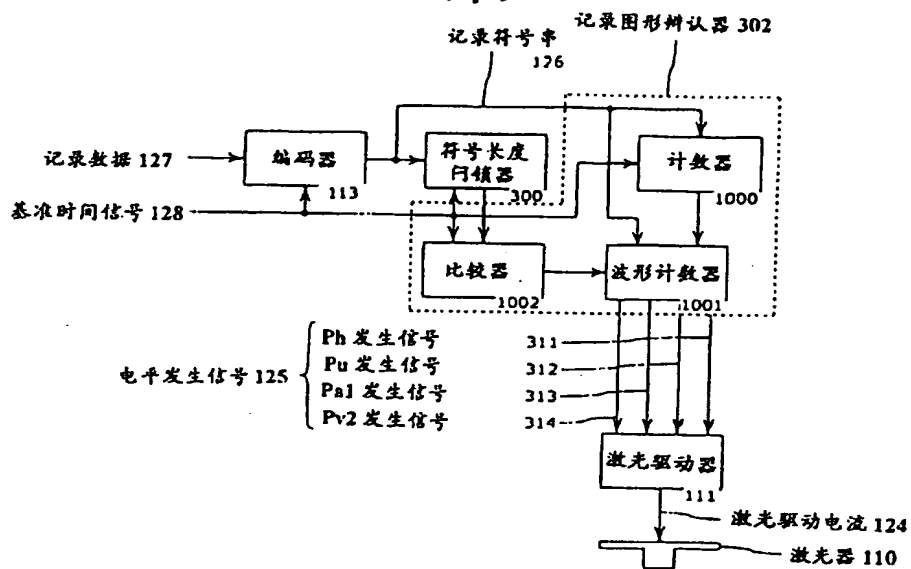 记录图形辨认器 302
记录符号串
126
记录数据 127
编码器
113
符号长度
闩锁器
300
计数器
1000
基准时间信号 128
比较器
1002
波形计数器
1001
电平发生信号 125
Ph 发生信号
Pu 发生信号
Pa1 发生信号
Pv2 发生信号
311
312
313
314
激光驱动器
111
激光驱动电流 124
激光器 110